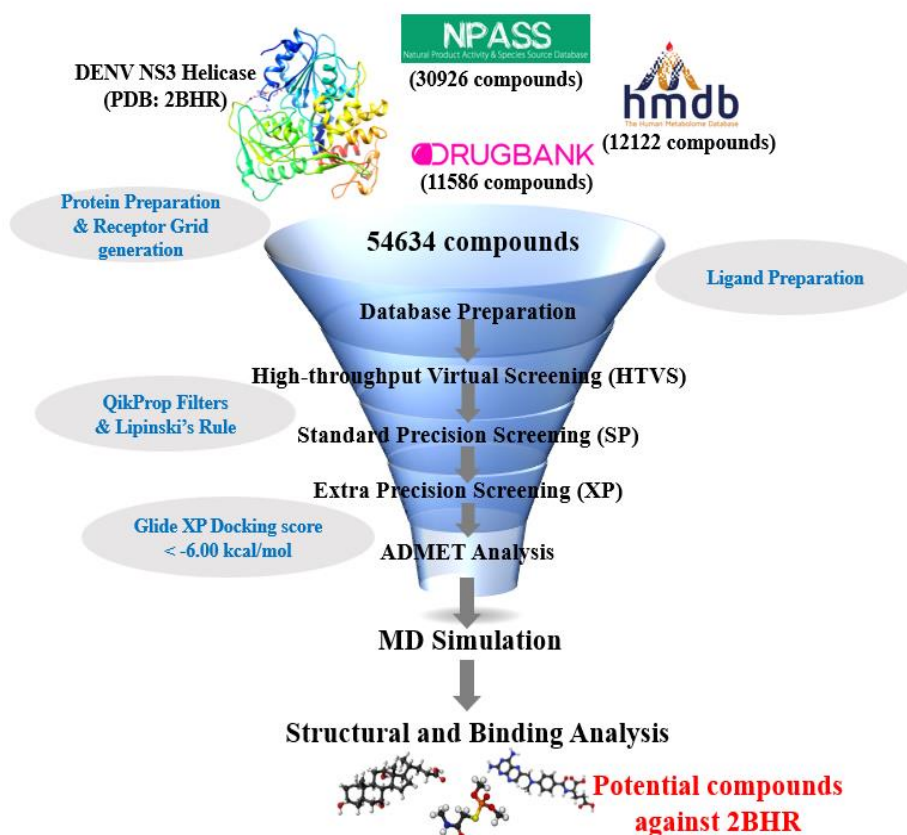 DENV NS3 Helicase
(PDB: 2BHR)
NPASS
Natural Product Activity & Species Source Database
(30926 compounds)
hmdb
The Human Metabolome Database
(12122 compounds)
DRUGBANK
(11586 compounds)
Protein Preparation
& Receptor Grid
generation
54634 compounds
Ligand Preparation
Database Preparation
High-throughput Virtual Screening (HTVS)
QikProp Filters
& Lipinski's Rule
Standard Precision Screening (SP)
Extra Precision Screening (XP)
Glide XP Docking score
< -6.00 kcal/mol
ADMET Analysis
MD Simulation
Structural and Binding Analysis
Potential compounds
against 2BHR